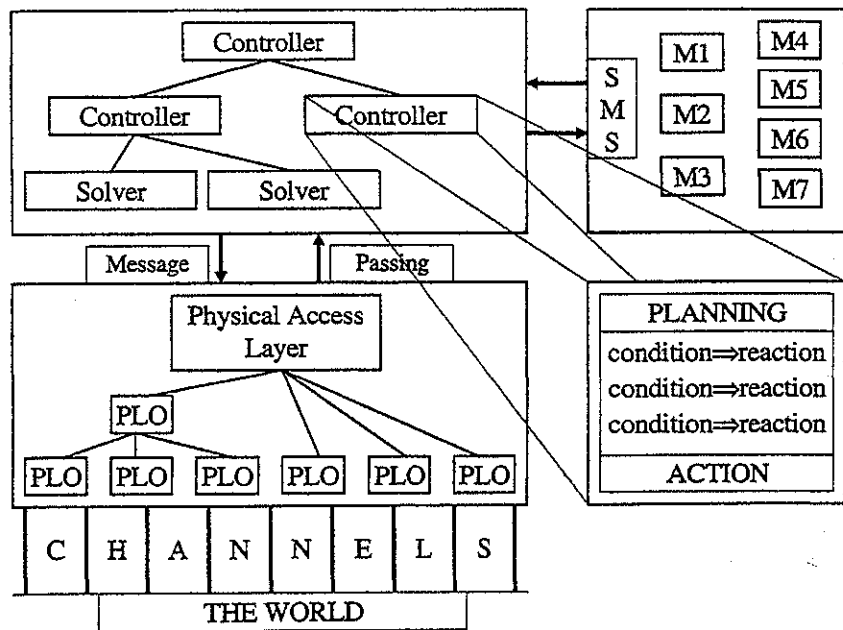 Controller
Controller
Controller
Solver
Solver
S
M
S
M1
M2
M3
M4
M5
M6
M7
Message
Passing
Physical Access
Layer
PLO
PLO
PLO
PLO
PLO
PLO
PLO
C H A N N E L S
THE WORLD
PLANNING
condition⇒reaction
condition⇒reaction
condition⇒reaction
ACTION